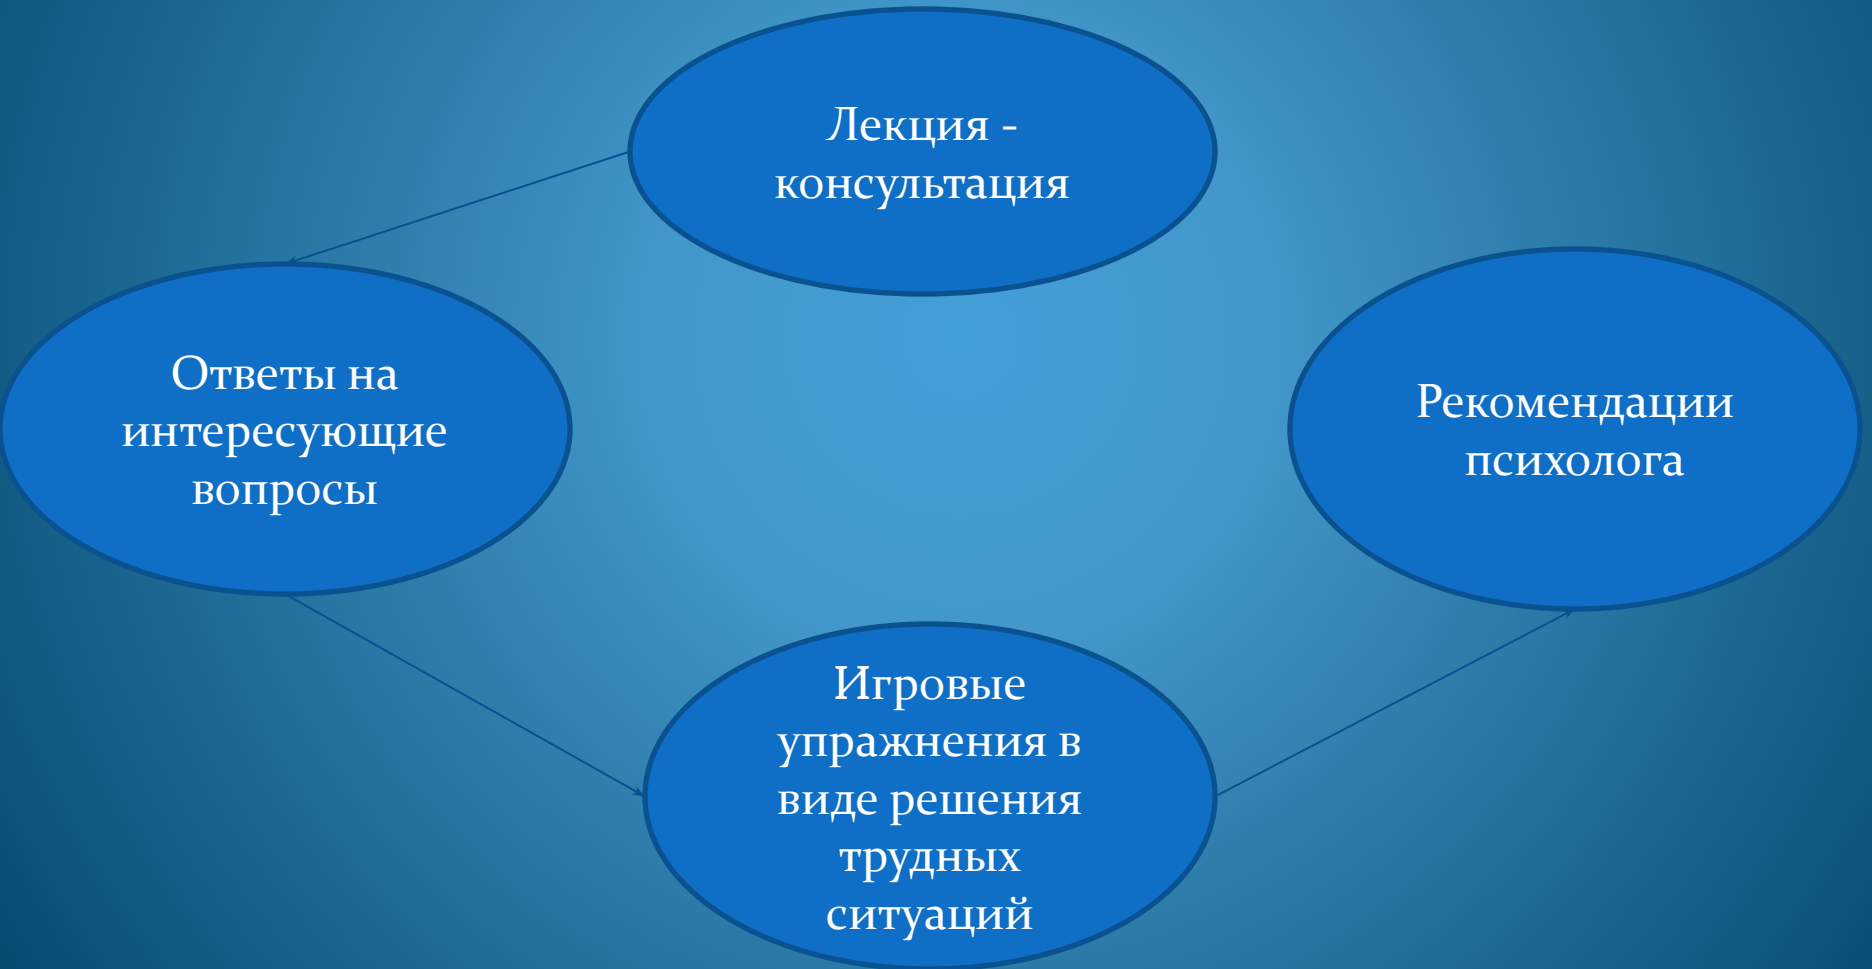 Лекция -
консультация
Ответы на
интересующие
вопросы
Рекомендации
психолога
Игровые
упражнения в
виде решения
трудных
ситуаций